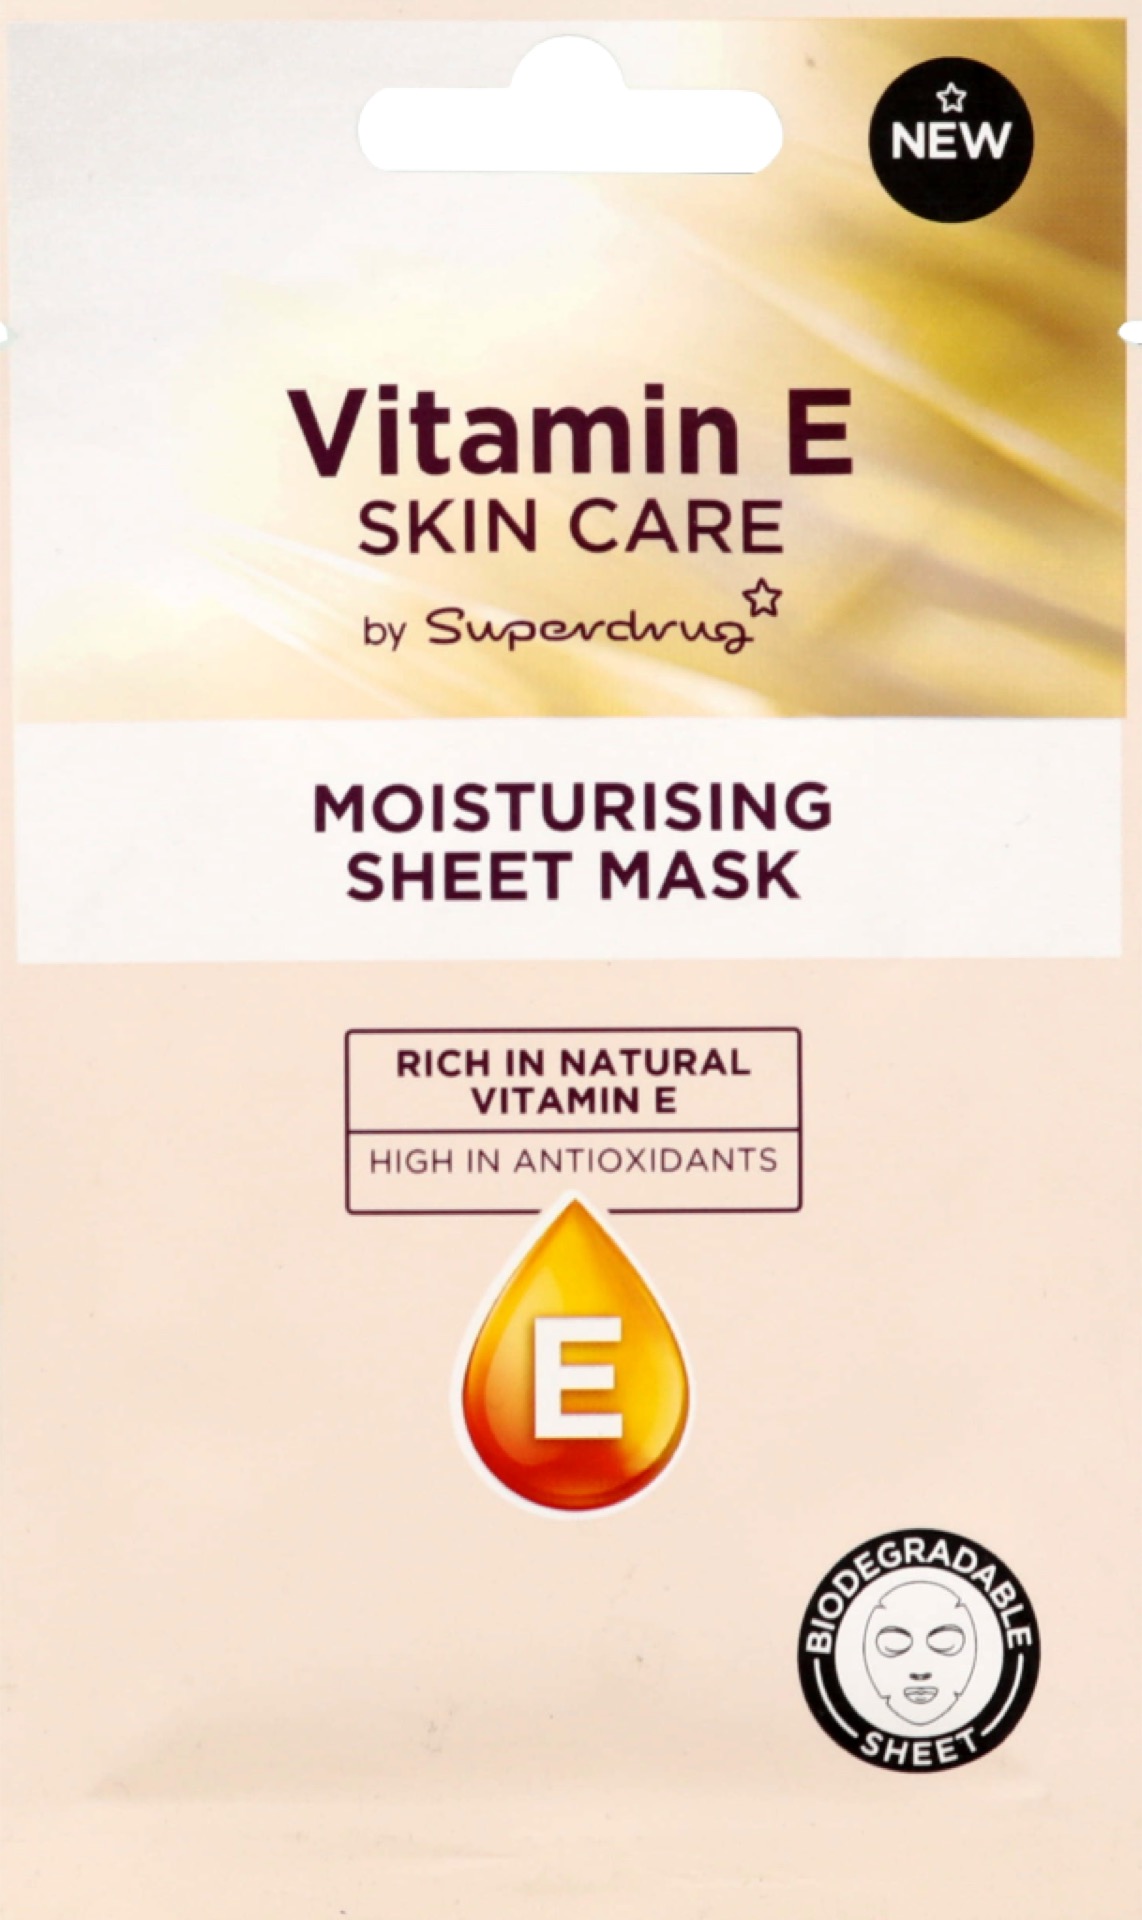 NEW
Vitamin E
SKIN CARE
by Superdrug
MOISTURISING
SHEET MASK
RICH IN NATURAL
VITAMIN E
HIGH IN ANTIOXIDANTS
E
BIODEGRADABLE
SHEET